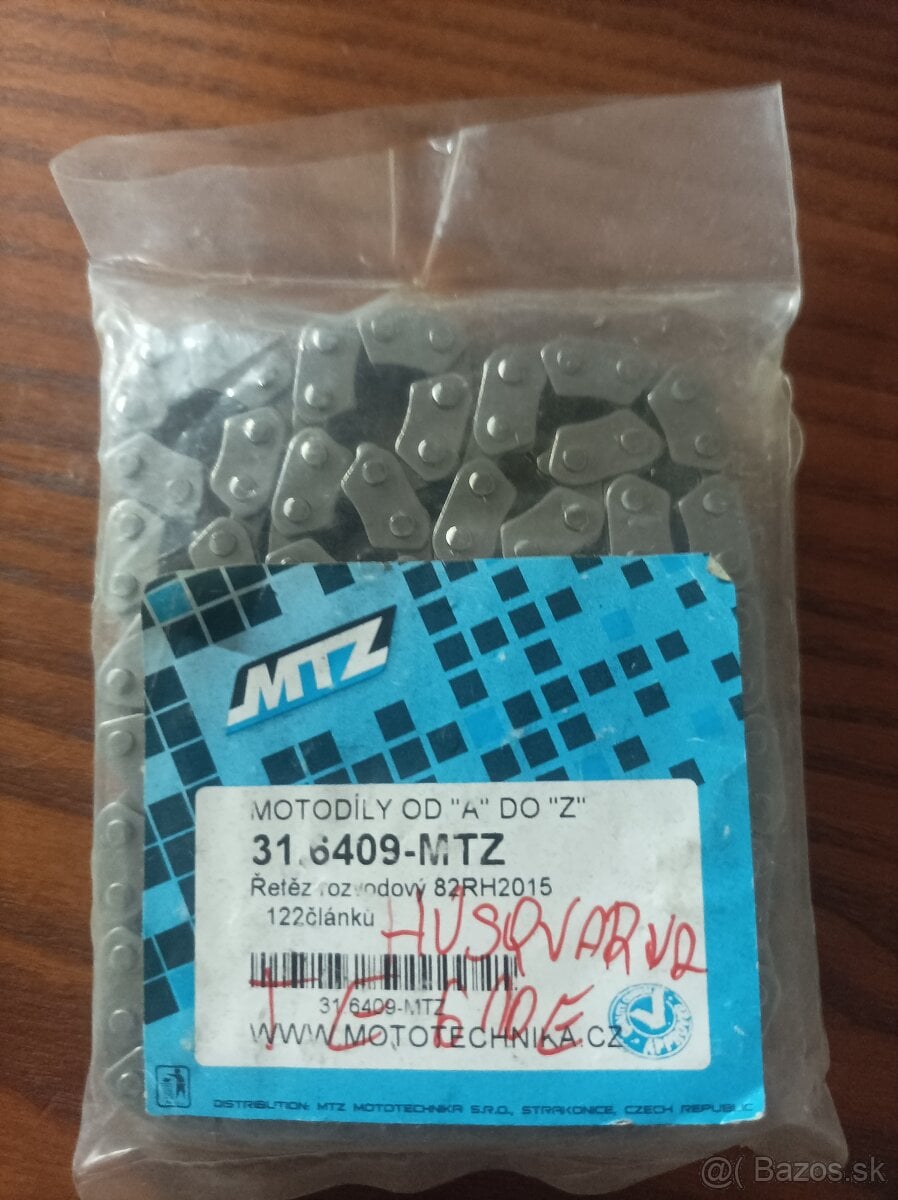 MTZ
MOTODÍLY OD "A" DO "Z"
31.6409-MTZ
Řetěz rozvodový 82RH2015
122článků
HUSQVARNA
TE 610E
31.6409-MTZ
WWW.MOTOTECHNIKA.CZ
DISTRIBUTION: MTZ MOTOTECHNIKA S.R.O., STRAKONICE, CZECH REPUBLIC
@( Bazos.sk